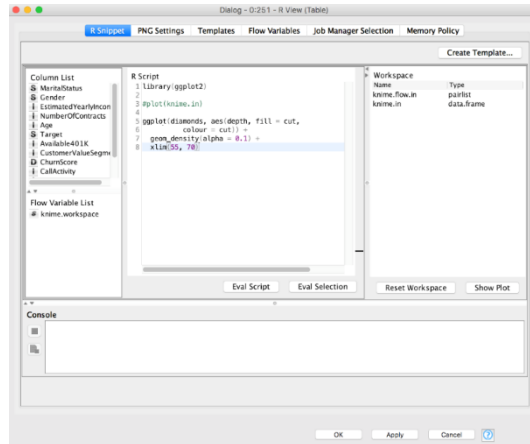 Dialog - 0:251 - R View (Table)
R Snippet PNG Settings Templates Flow Variables Job Manager Selection Memory Policy
Create Template...
Column List
S MaritalStatus
S Gender
I EstimatedYearlyIncon
I NumberOfContracts
I Age
S Target
I Available401K
I CustomerValueSegme
D ChurnScore
I CallActivity
Flow Variable List
knime.workspace
R Script
1 library(ggplot2)
2
3 #plot(knime.in)
4
5 ggplot(diamonds, aes(depth, fill = cut,
6 colour = cut)) +
7 geom_density(alpha = 0.1) +
8 xlim(55, 70)
Eval Script Eval Selection
Workspace
Name Type
knime.flow.in pairlist
knime.in data.frame
Reset Workspace Show Plot
Console
OK Apply Cancel ?